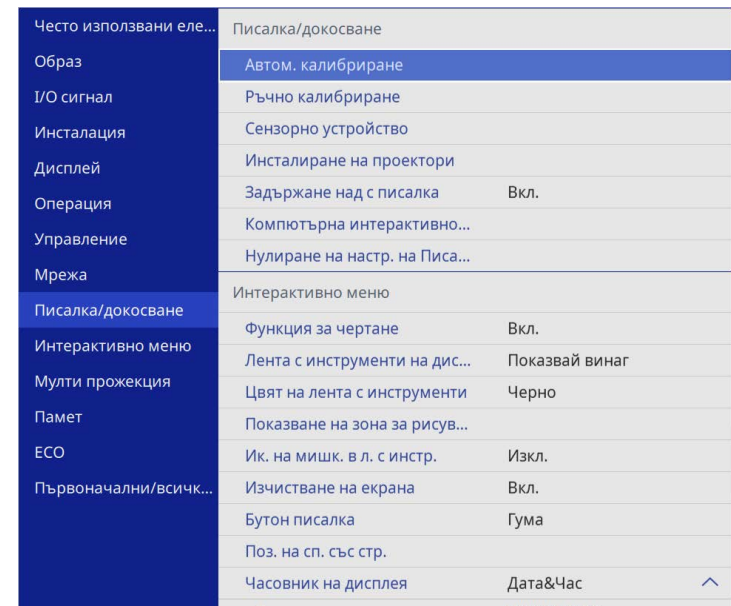 Често използвани еле...
Образ
I/O сигнал
Инсталация
Дисплей
Операция
Управление
Мрежа
Писалка/докосване
Интерактивно меню
Мулти прожекция
Памет
ECO
Първоначални/всичк...
Писалка/докосване
Автом. калибриране
Ръчно калибриране
Сензорно устройство
Инсталиране на проектори
Задържане над с писалка Вкл.
Компютърна интерактивно...
Нулиране на настр. на Писа...
Интерактивно меню
Функция за чертане Вкл.
Лента с инструменти на дис... Показвай винаг
Цвят на лента с инструменти Черно
Показване на зона за рисув...
Ик. на мишк. в л. с инстр. Изкл.
Изчистване на екрана Вкл.
Бутон писалка Гума
Поз. на сп. със стр.
Часовник на дисплея Дата&Час